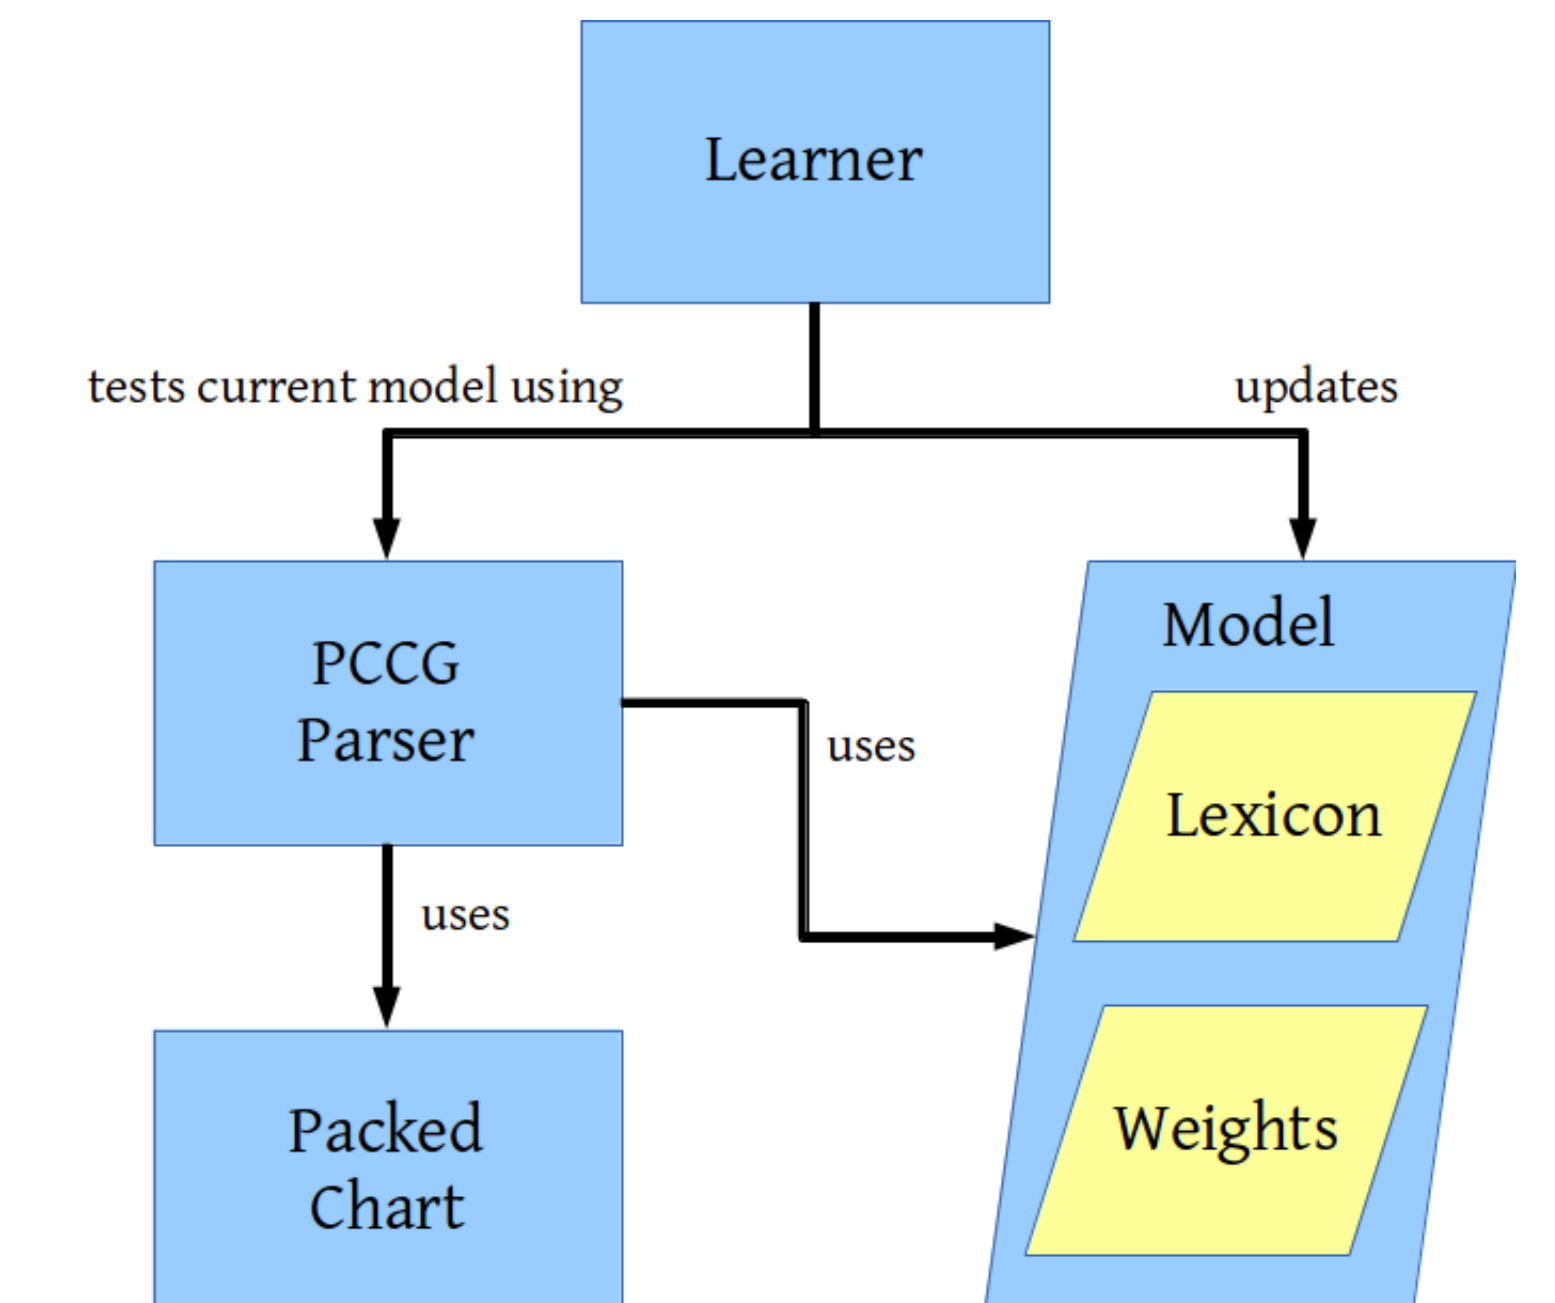 Learner
tests current model using
updates
PCCG
Parser
Model
uses
Lexicon
uses
Packed
Chart
Weights